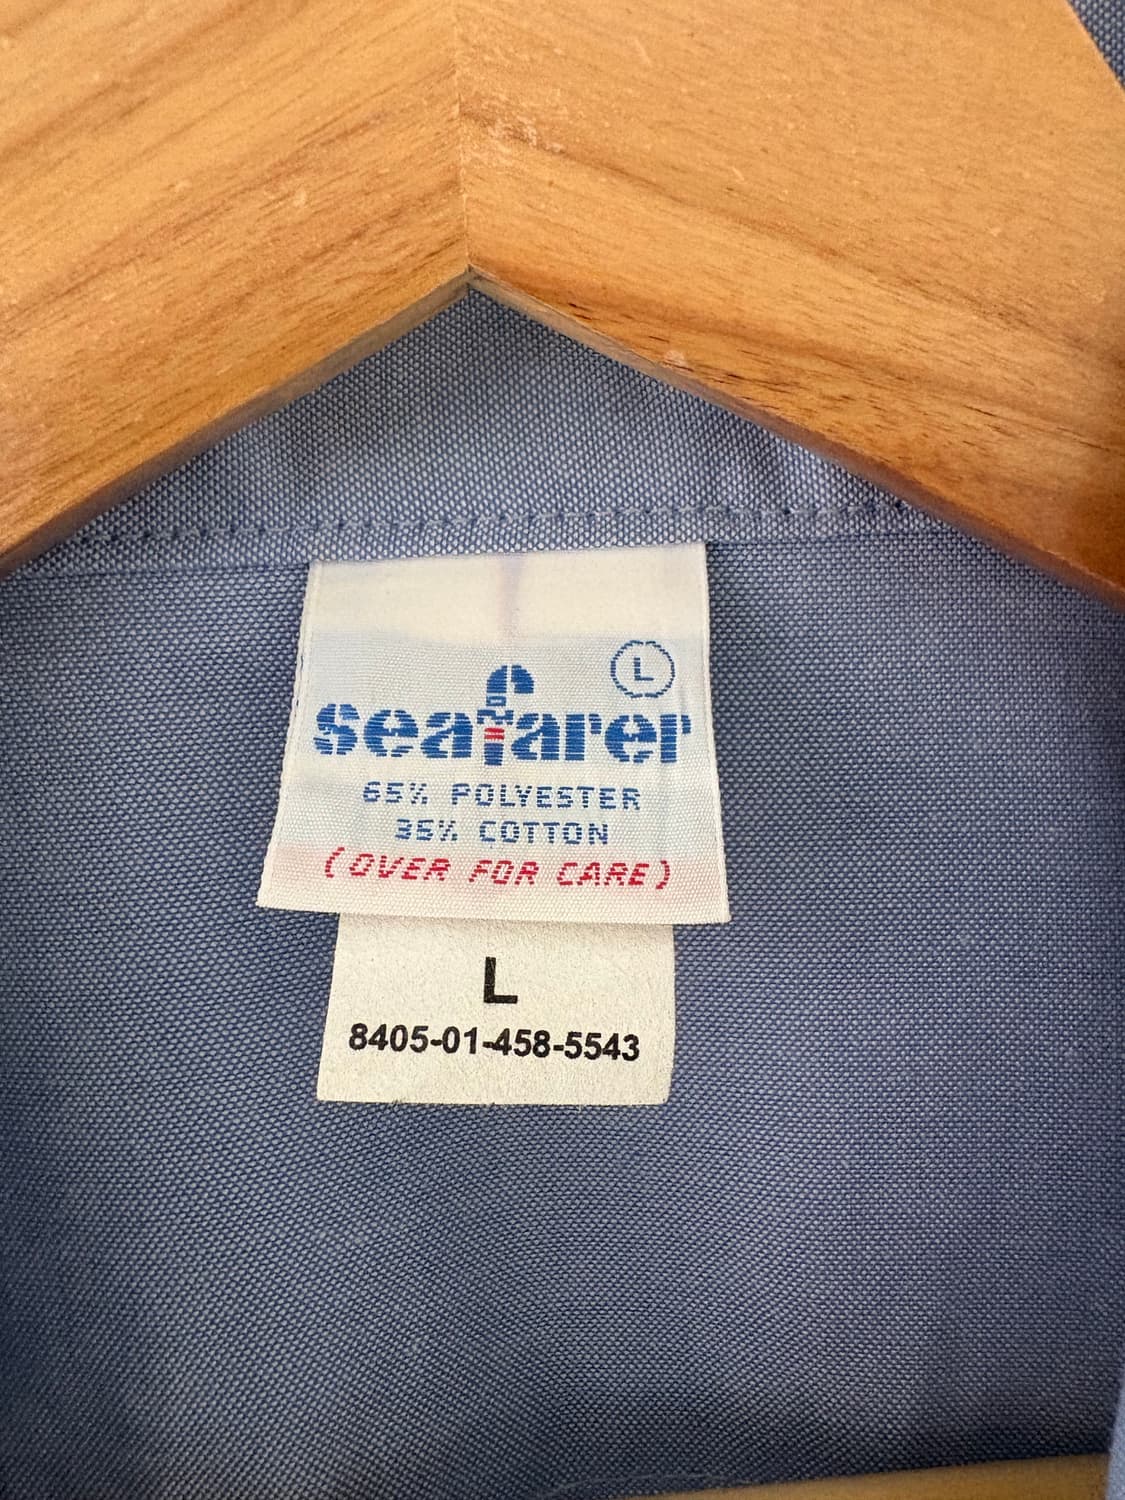 L
seafarer
65% POLYESTER
35% COTTON
(OVER FOR CARE)
L
8405-01-458-5543